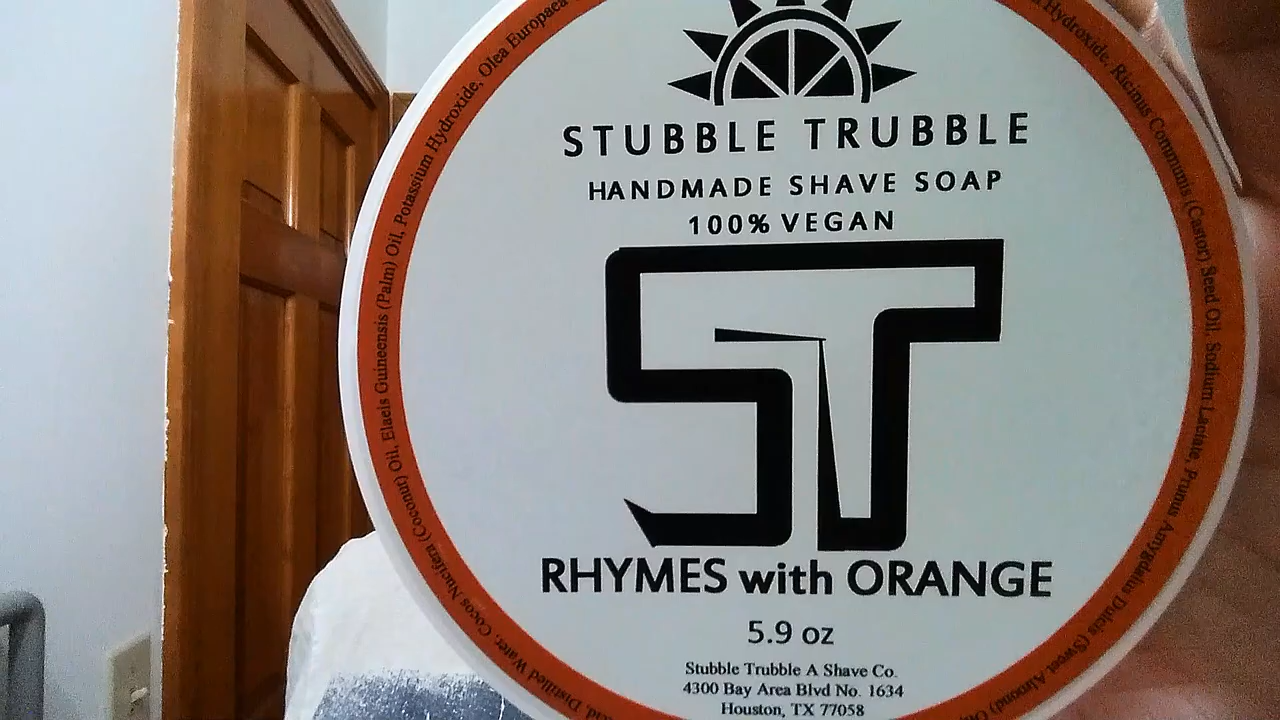 STUBBLE TRUBBLE
HANDMADE SHAVE SOAP
100% VEGAN
ST
RHYMES with ORANGE
5.9 oz
Stubble Trubble A Shave Co.
4300 Bay Area Blvd No. 1634
Houston, TX 77058
Distilled Water, Cocos Nucifera (Coconut) Oil, Elaeis Guineensis (Palm) Oil, Potassium Hydroxide, Olea Europaea
Hydroxide, Ricinus Communis (Castor) Seed Oil, Sodium Lactate, Prunus Amygdalus Dulcis (Sweet Almond)